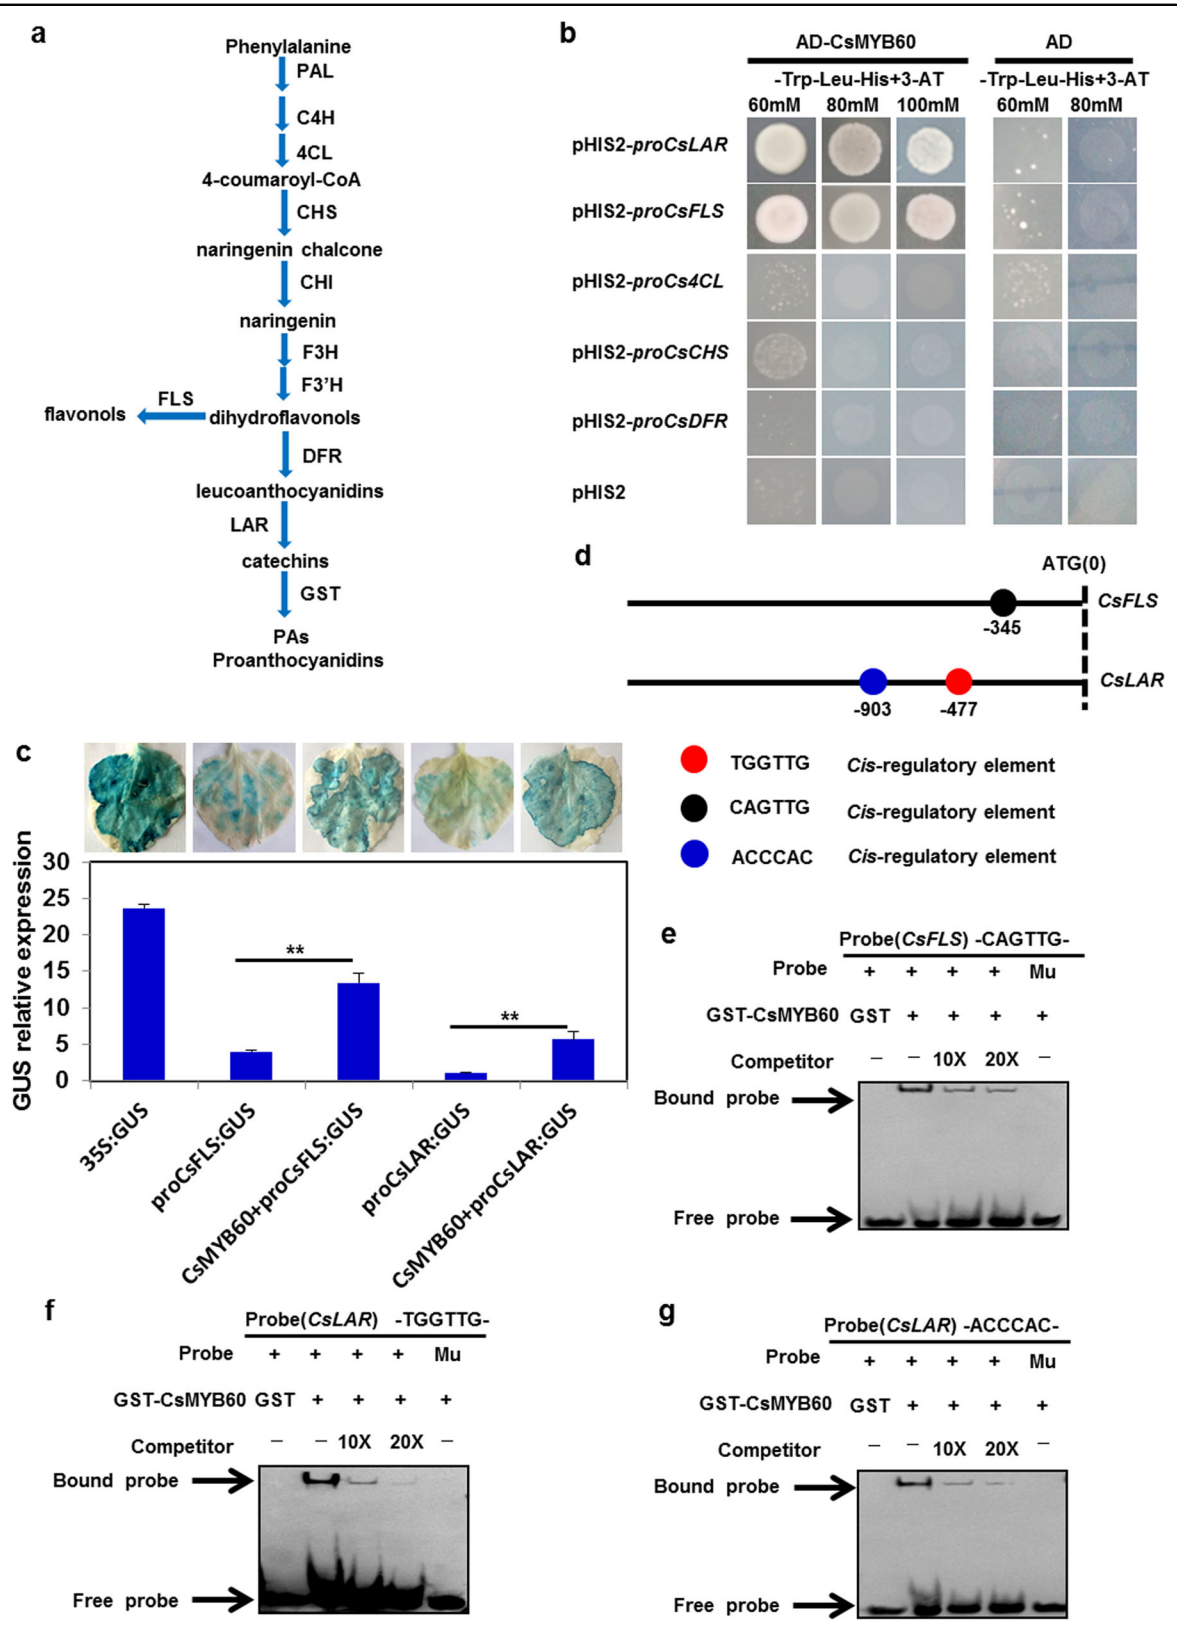 a
Phenylalanine
PAL
C4H
4CL
4-coumaroyl-CoA
CHS
naringenin chalcone
CHI
naringenin
F3H
F3'H
FLS
flavonols
dihydroflavonols
DFR
leucoanthocyanidins
LAR
catechins
GST
PAs
Proanthocyanidins
b
AD-CsMYB60 AD
-Trp-Leu-His+3-AT -Trp-Leu-His+3-AT
60mM 80mM 100mM 60mM 80mM
pHIS2-proCsLAR
pHIS2-proCsFLS
pHIS2-proCs4CL
pHIS2-proCsCHS
pHIS2-proCsDFR
pHIS2
c
GUS relative expression
30
25
20
15
10
5
0
**
**
35S:GUS
proCsFLS:GUS
CsMYB60+proCsFLS:GUS
proCsLAR:GUS
CsMYB60+proCsLAR:GUS
d
ATG(0)
CsFLS
-345
CsLAR
-903 -477
TGGTTG Cis-regulatory element
CAGTTG Cis-regulatory element
ACCCAC Cis-regulatory element
e
Probe(CsFLS) -CAGTTG-
Probe + + + + Mu
GST-CsMYB60 GST + + + +
Competitor − − 10X 20X −
Bound probe
Free probe
f
Probe(CsLAR) -TGGTTG-
Probe + + + + Mu
GST-CsMYB60 GST + + + +
Competitor − − 10X 20X −
Bound probe
Free probe
g
Probe(CsLAR) -ACCCAC-
Probe + + + + Mu
GST-CsMYB60 GST + + + +
Competitor − − 10X 20X −
Bound probe
Free probe